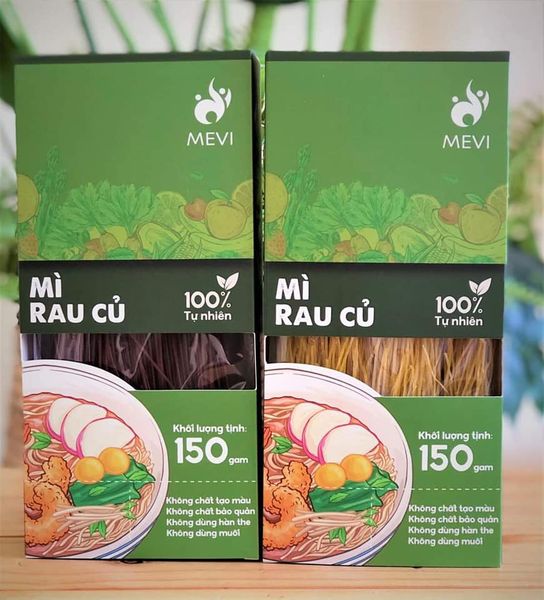 MEVI
MÌ
RAU CỦ
100%
Tự nhiên
Khối lượng tịnh:
150
gam
Không chất tạo màu
Không chất bảo quản
Không dùng hàn the
Không dùng muối
MEVI
MÌ
RAU CỦ
100%
Tự nhiên
Khối lượng tịnh:
150
gam
Không chất tạo màu
Không chất bảo quản
Không dùng hàn the
Không dùng muối